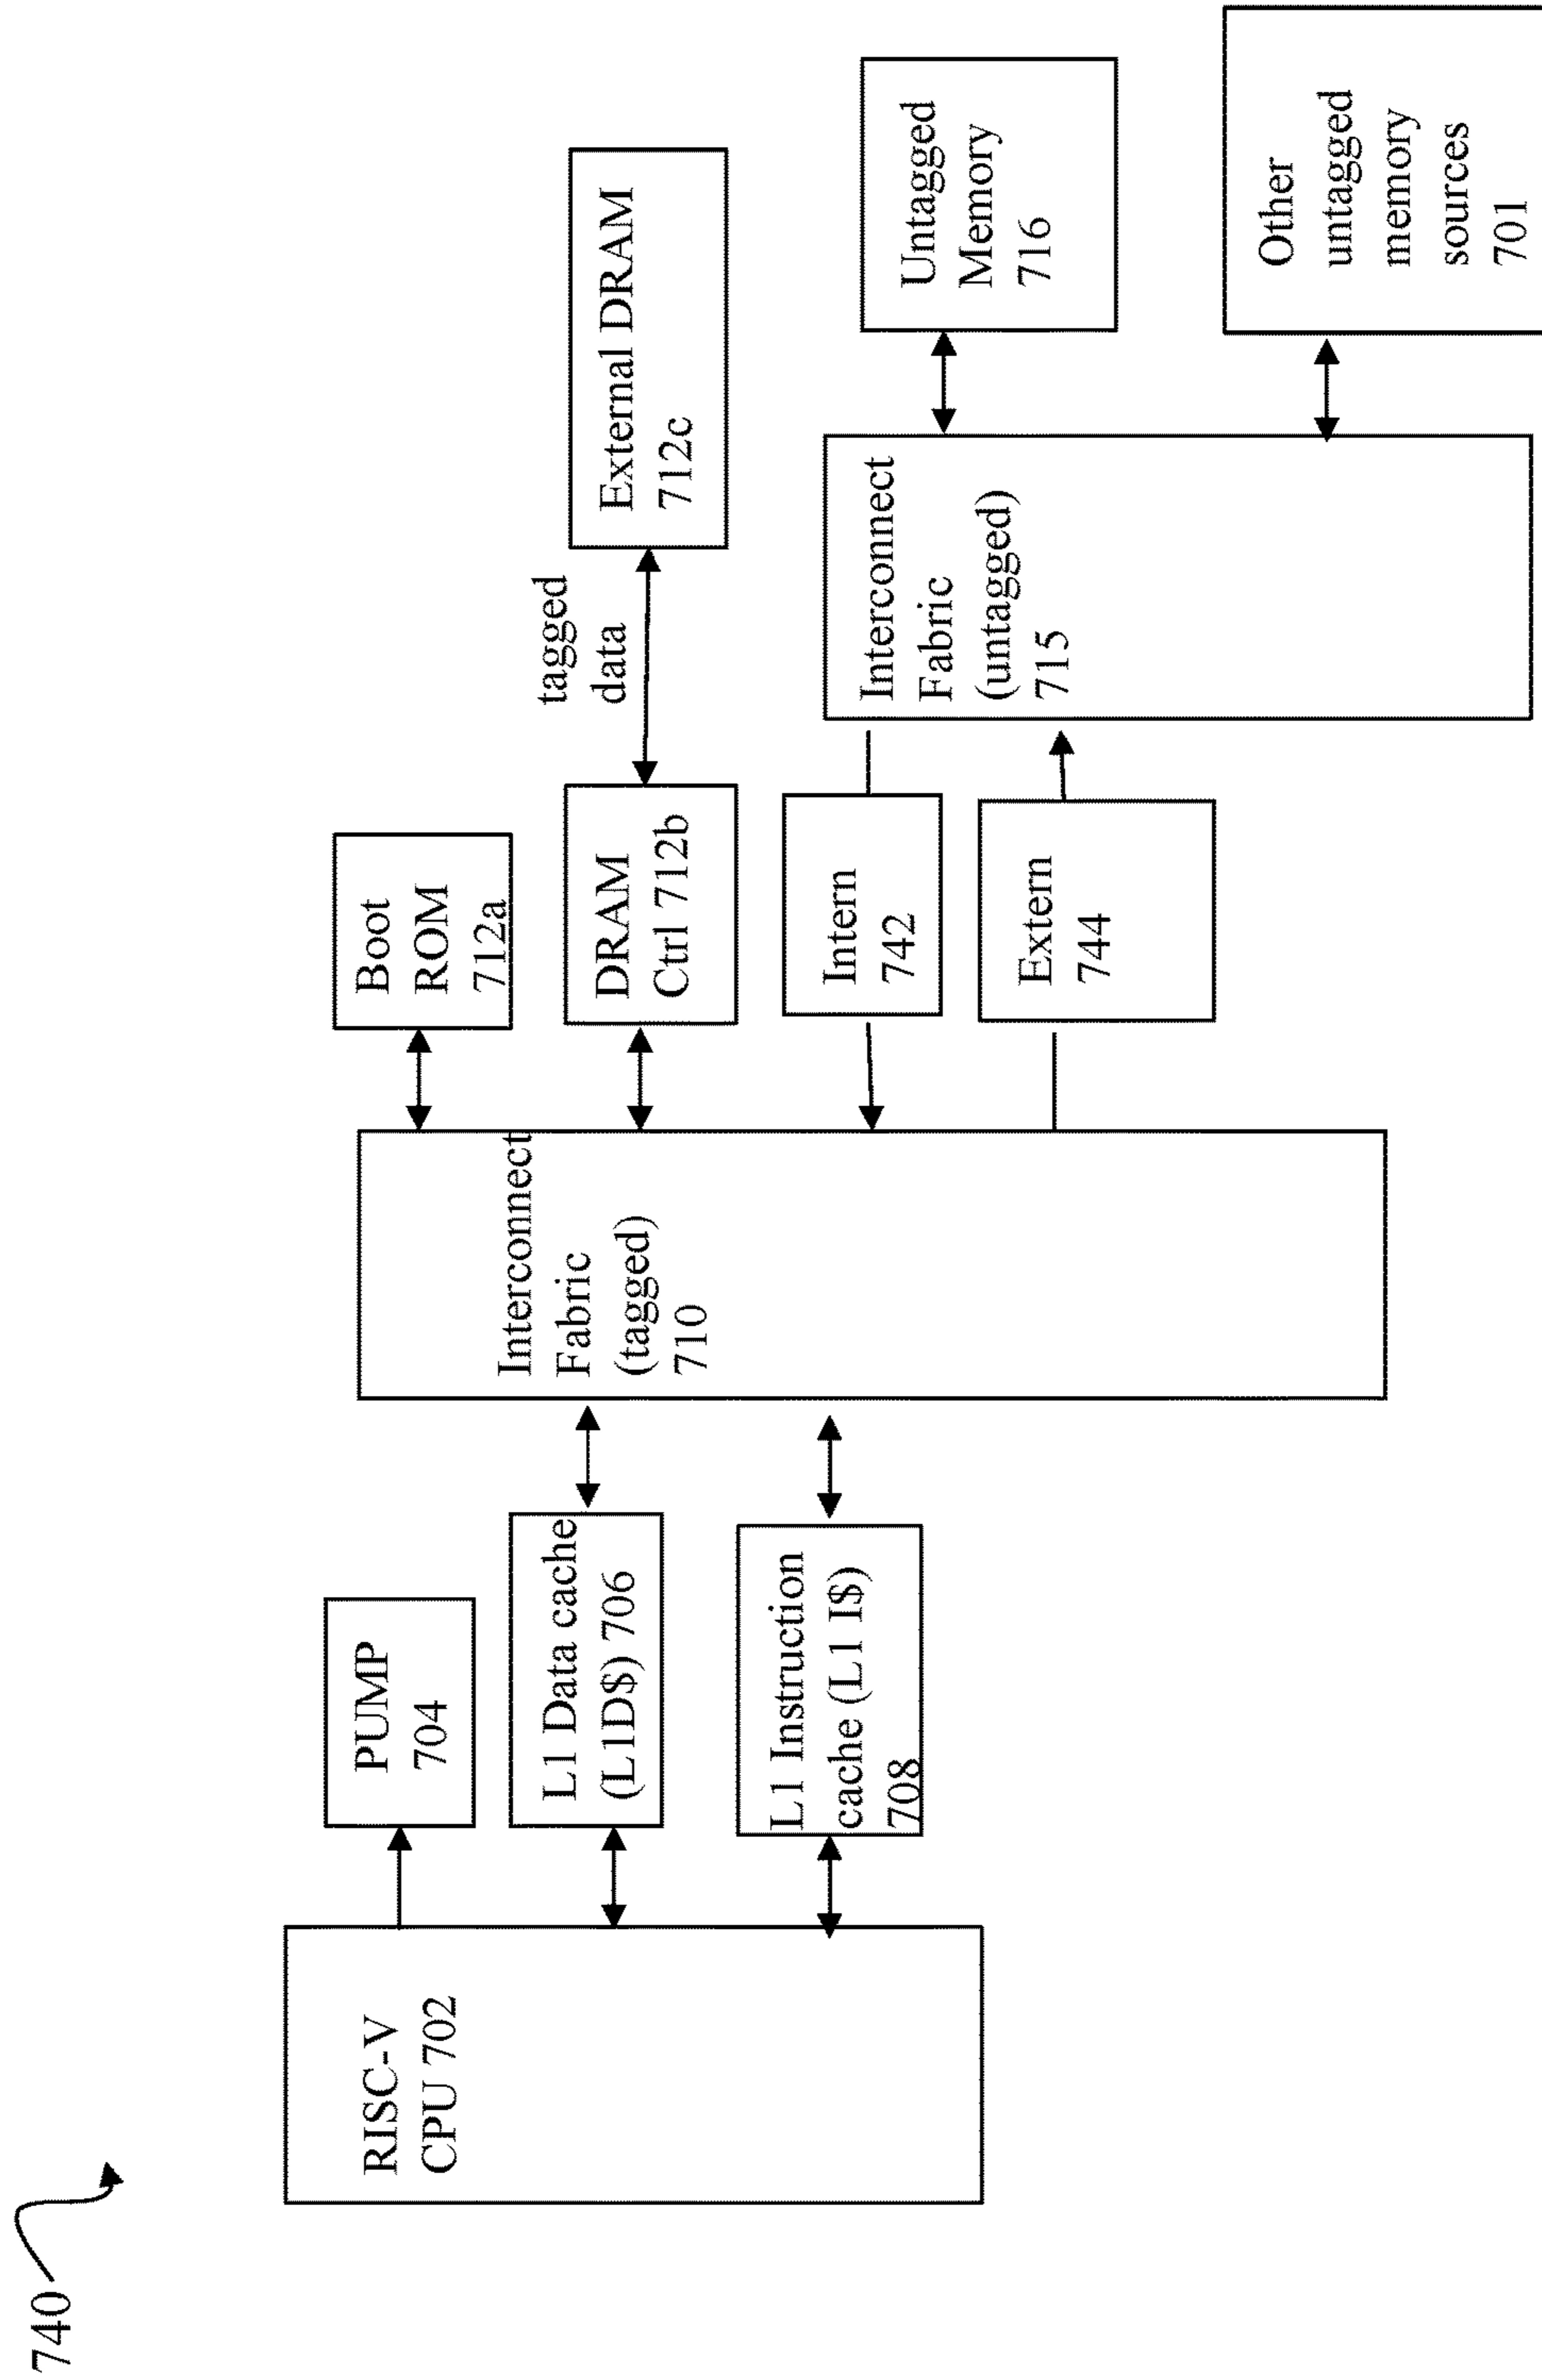 740
RISC-V
CPU 702
PUMP
704
L1 Data cache
(L1D$) 706
L1 Instruction
cache (L1 I$)
708
Interconnect
Fabric
(tagged)
710
Boot
ROM
712a
DRAM
Ctrl 712b
Intern
742
Extern
744
tagged
data
External DRAM
712c
Interconnect
Fabric
(untagged)
715
Untagged
Memory
716
Other
untagged
memory
sources
701